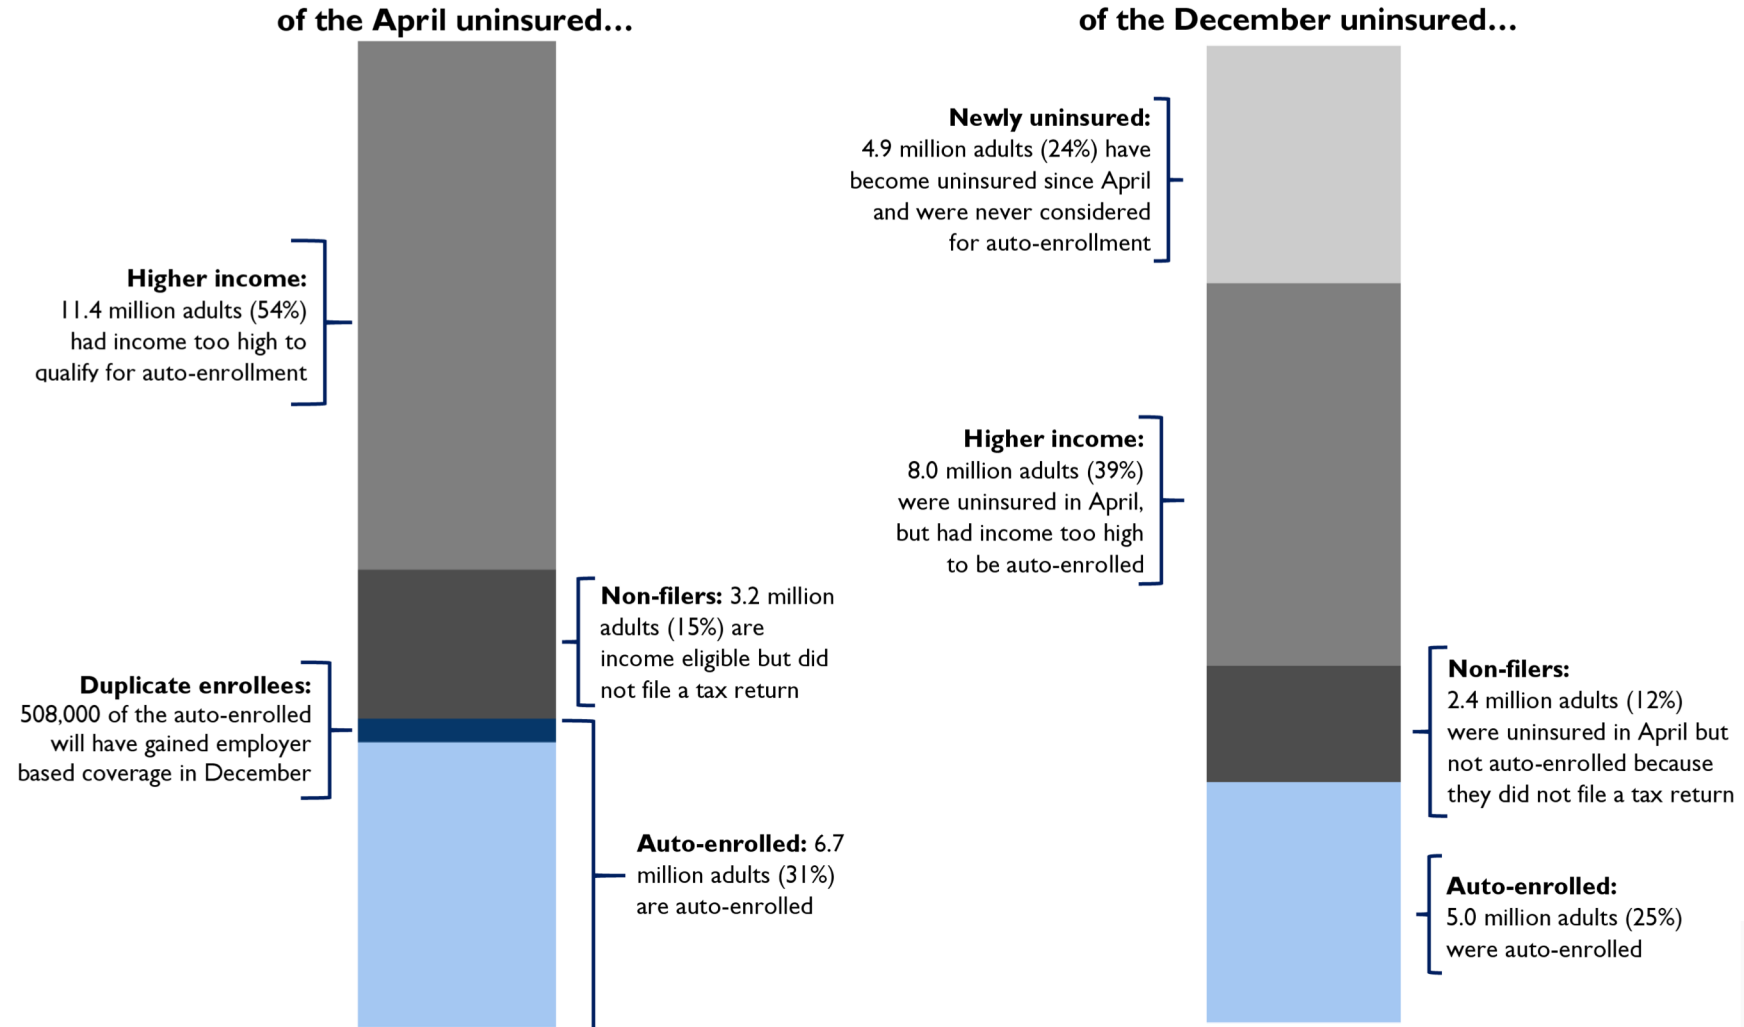 of the April uninsured...
Higher income:
11.4 million adults (54%)
had income too high to
qualify for auto-enrollment
Non-filers: 3.2 million
adults (15%) are
income eligible but did
not file a tax return
Duplicate enrollees:
508,000 of the auto-enrolled
will have gained employer
based coverage in December
Auto-enrolled: 6.7
million adults (31%)
are auto-enrolled
of the December uninsured...
Newly uninsured:
4.9 million adults (24%) have
become uninsured since April
and were never considered
for auto-enrollment
Higher income:
8.0 million adults (39%)
were uninsured in April,
but had income too high
to be auto-enrolled
Non-filers:
2.4 million adults (12%)
were uninsured in April but
not auto-enrolled because
they did not file a tax return
Auto-enrolled:
5.0 million adults (25%)
were auto-enrolled